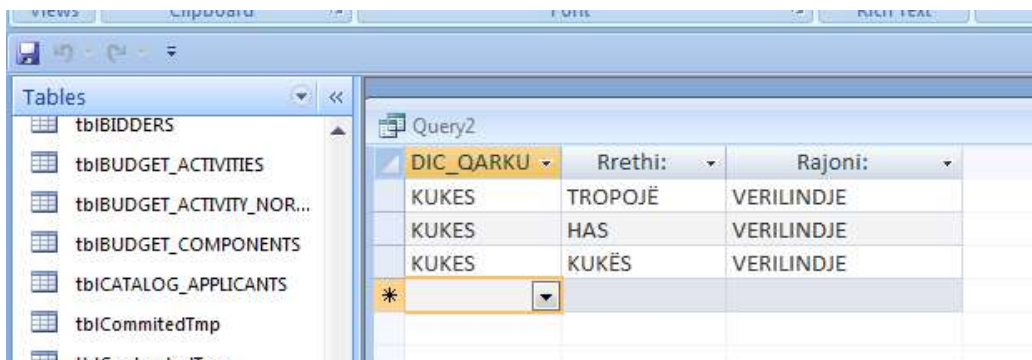 Views Clipboard Font Rich Text
Tables
tblBIDDERS
tblBUDGET_ACTIVITIES
tblBUDGET_ACTIVITY_NOR...
tblBUDGET_COMPONENTS
tblCATALOG_APPLICANTS
tblCommitedTmp
Query2
DIC_QARKU Rrethi: Rajoni:
KUKES TROPOJË VERILINDJE
KUKES HAS VERILINDJE
KUKES KUKËS VERILINDJE